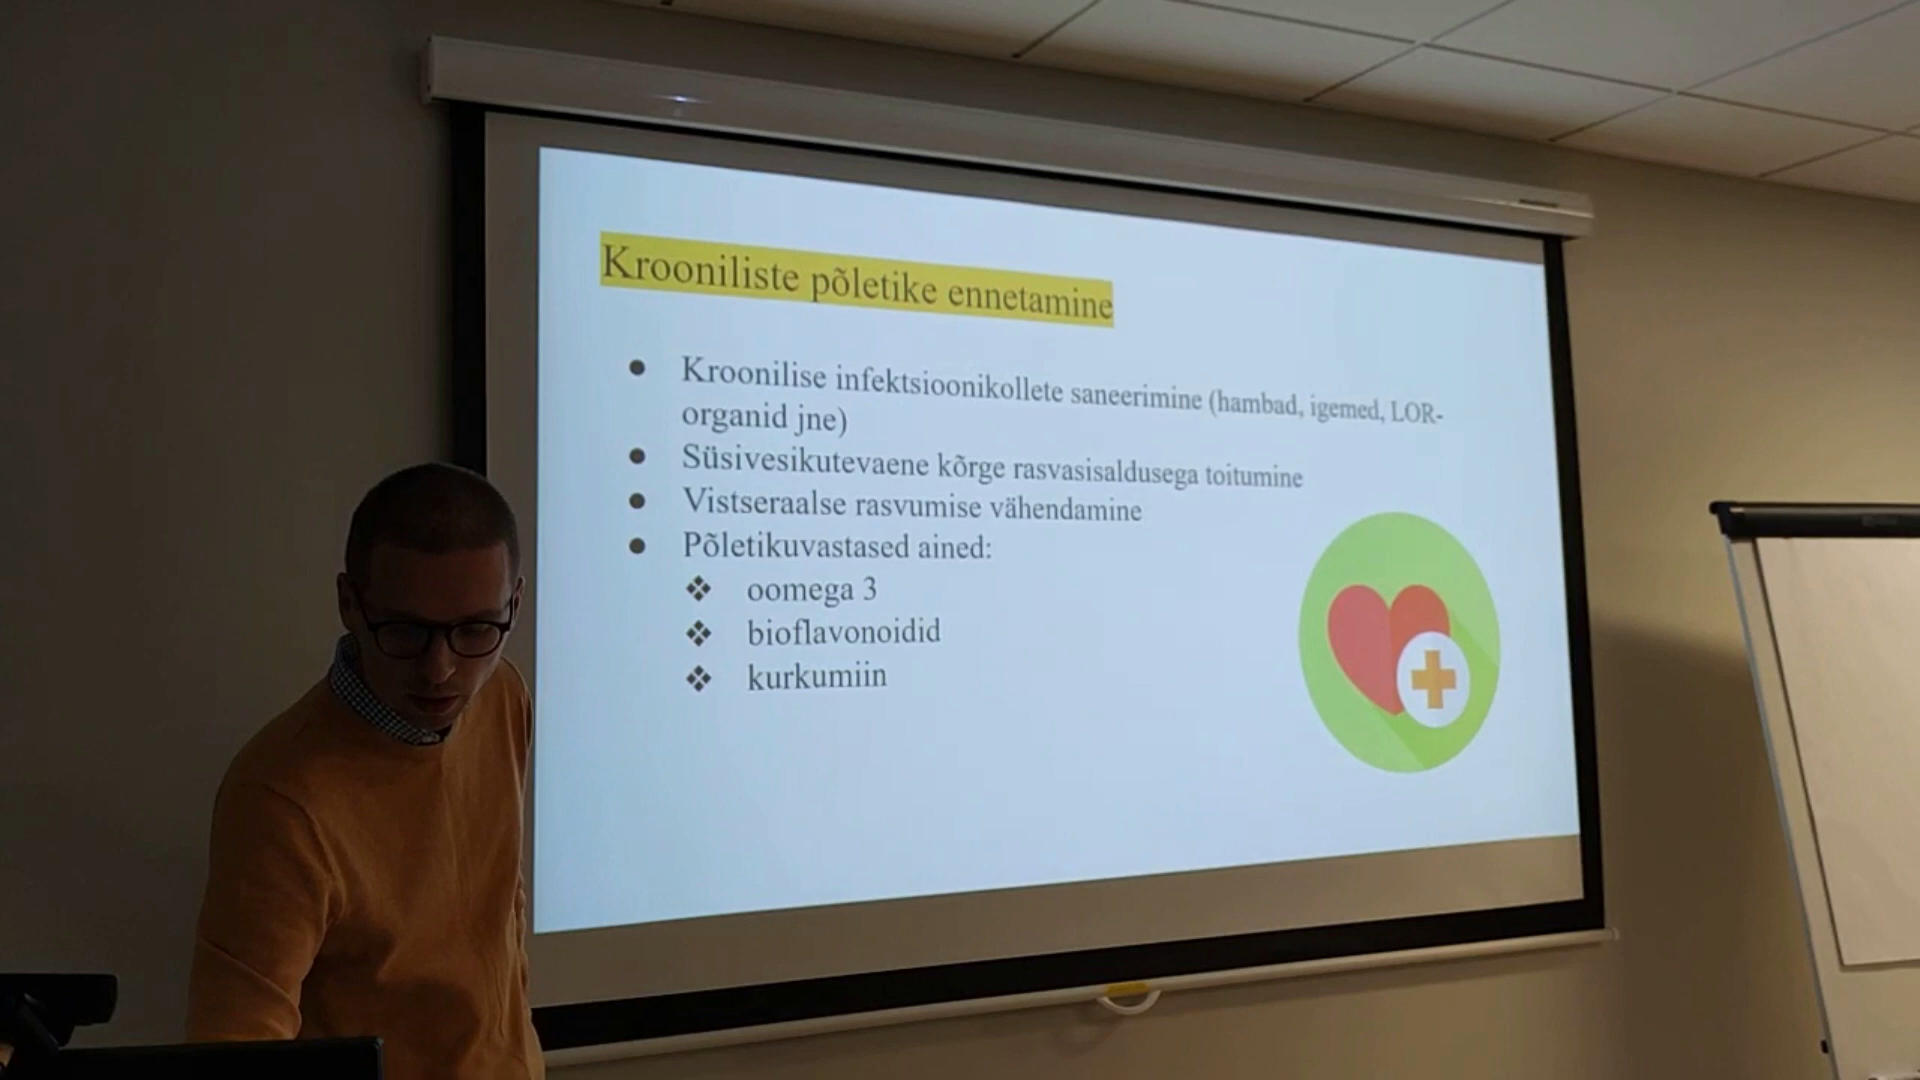 Krooniliste põletike ennetamine
● Kroonilise infektsioonikollete saneerimine (hambad, igemed, LOR-
organid jne)
● Süsivesikutevaene kõrge rasvasisaldusega toitumine
● Vistseraalse rasvumise vähendamine
● Põletikuvastased ained:
❖ oomega 3
❖ bioflavonoidid
❖ kurkumiin